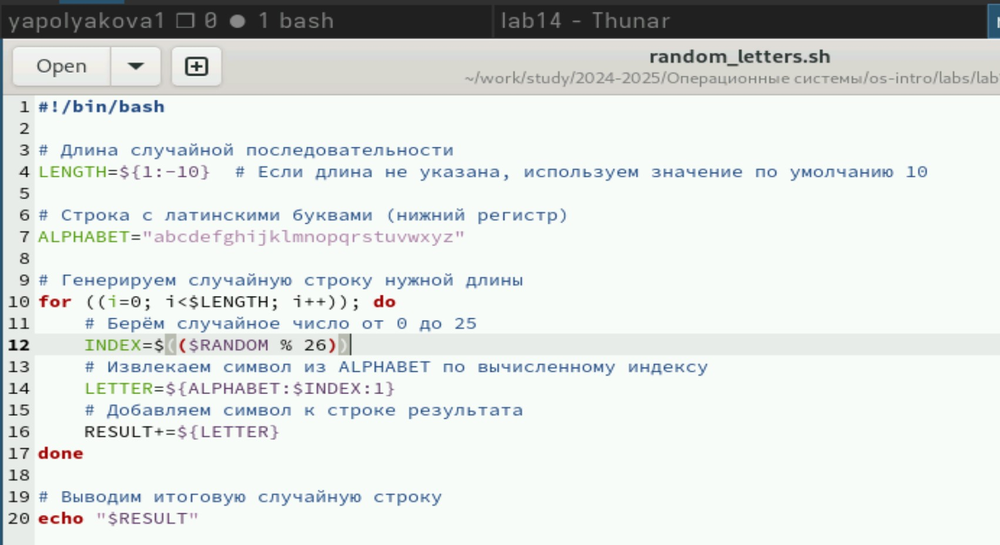 yapolyakova1 ❐ 0 ● 1 bash
lab14 - Thunar
Open
random_letters.sh
~/work/study/2024-2025/Операционные системы/os-intro/labs/lab
1 #!/bin/bash
2
3 # Длина случайной последовательности
4 LENGTH=${1:-10}  # Если длина не указана, используем значение по умолчанию 10
5
6 # Строка с латинскими буквами (нижний регистр)
7 ALPHABET="abcdefghijklmnopqrstuvwxyz"
8
9 # Генерируем случайную строку нужной длины
10 for ((i=0; i<$LENGTH; i++)); do
11     # Берём случайное число от 0 до 25
12     INDEX=$(($RANDOM % 26))
13     # Извлекаем символ из ALPHABET по вычисленному индексу
14     LETTER=${ALPHABET:$INDEX:1}
15     # Добавляем символ к строке результата
16     RESULT+=${LETTER}
17 done
18
19 # Выводим итоговую случайную строку
20 echo "$RESULT"